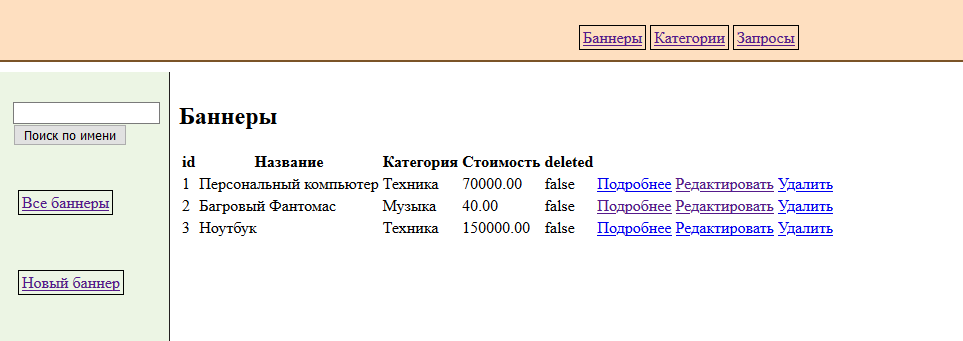 Баннеры Категории Запросы
Поиск по имени
Все баннеры
Новый баннер
Баннеры
id Название Категория Стоимость deleted
1 Персональный компьютер Техника 70000.00 false Подробнее Редактировать Удалить
2 Багровый Фантомас Музыка 40.00 false Подробнее Редактировать Удалить
3 Ноутбук Техника 150000.00 false Подробнее Редактировать Удалить